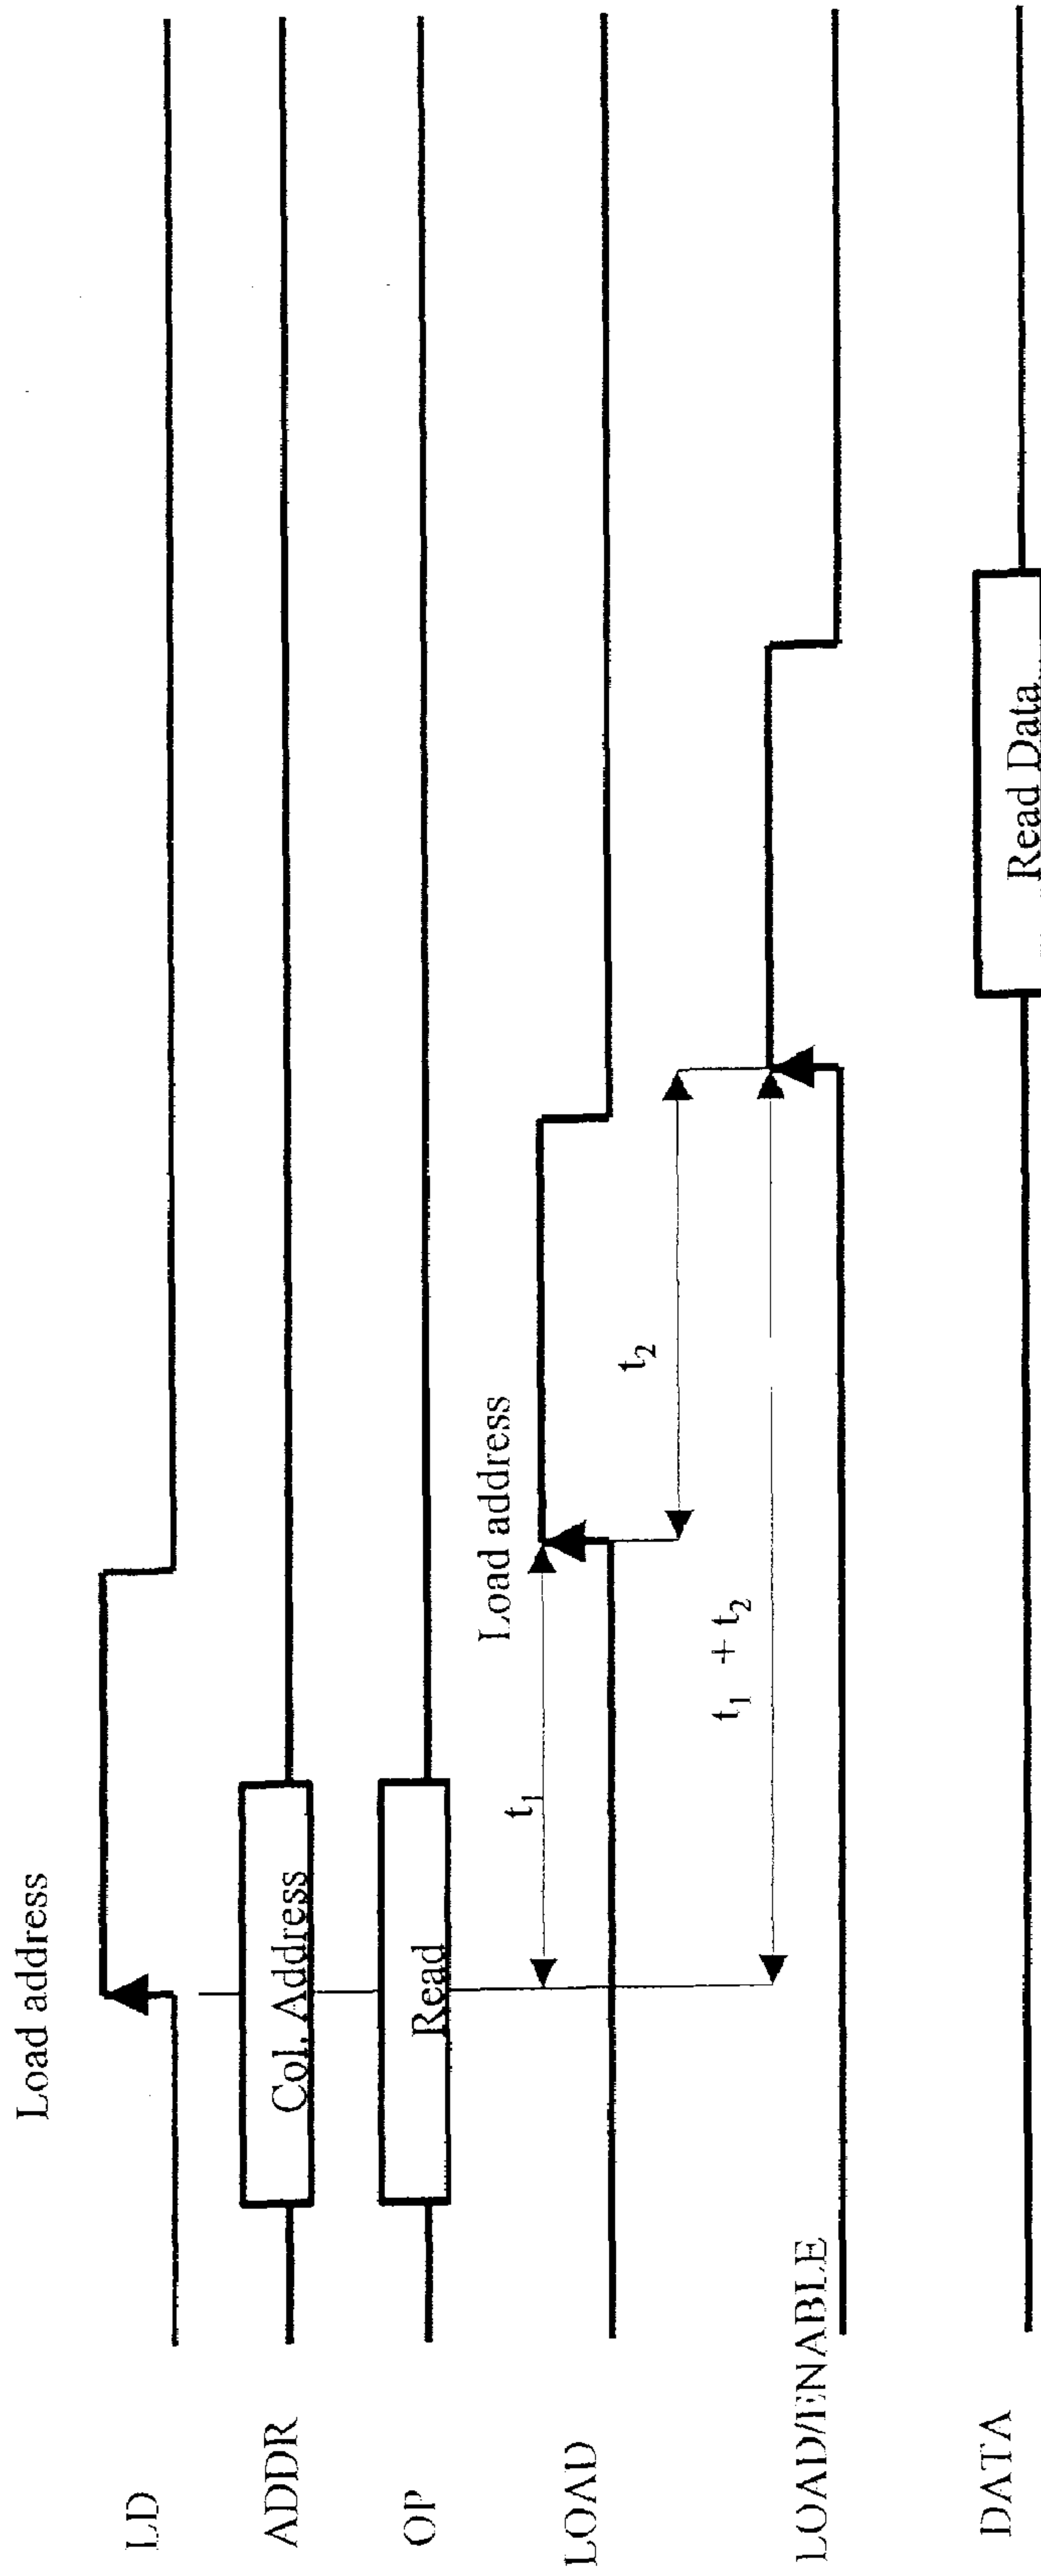 Load address
LD
ADDR
Col. Address
OP
Read
Load address
LOAD
t₁
t₂
t₁ + t₂
LOAD/ENABLE
DATA
Read Data